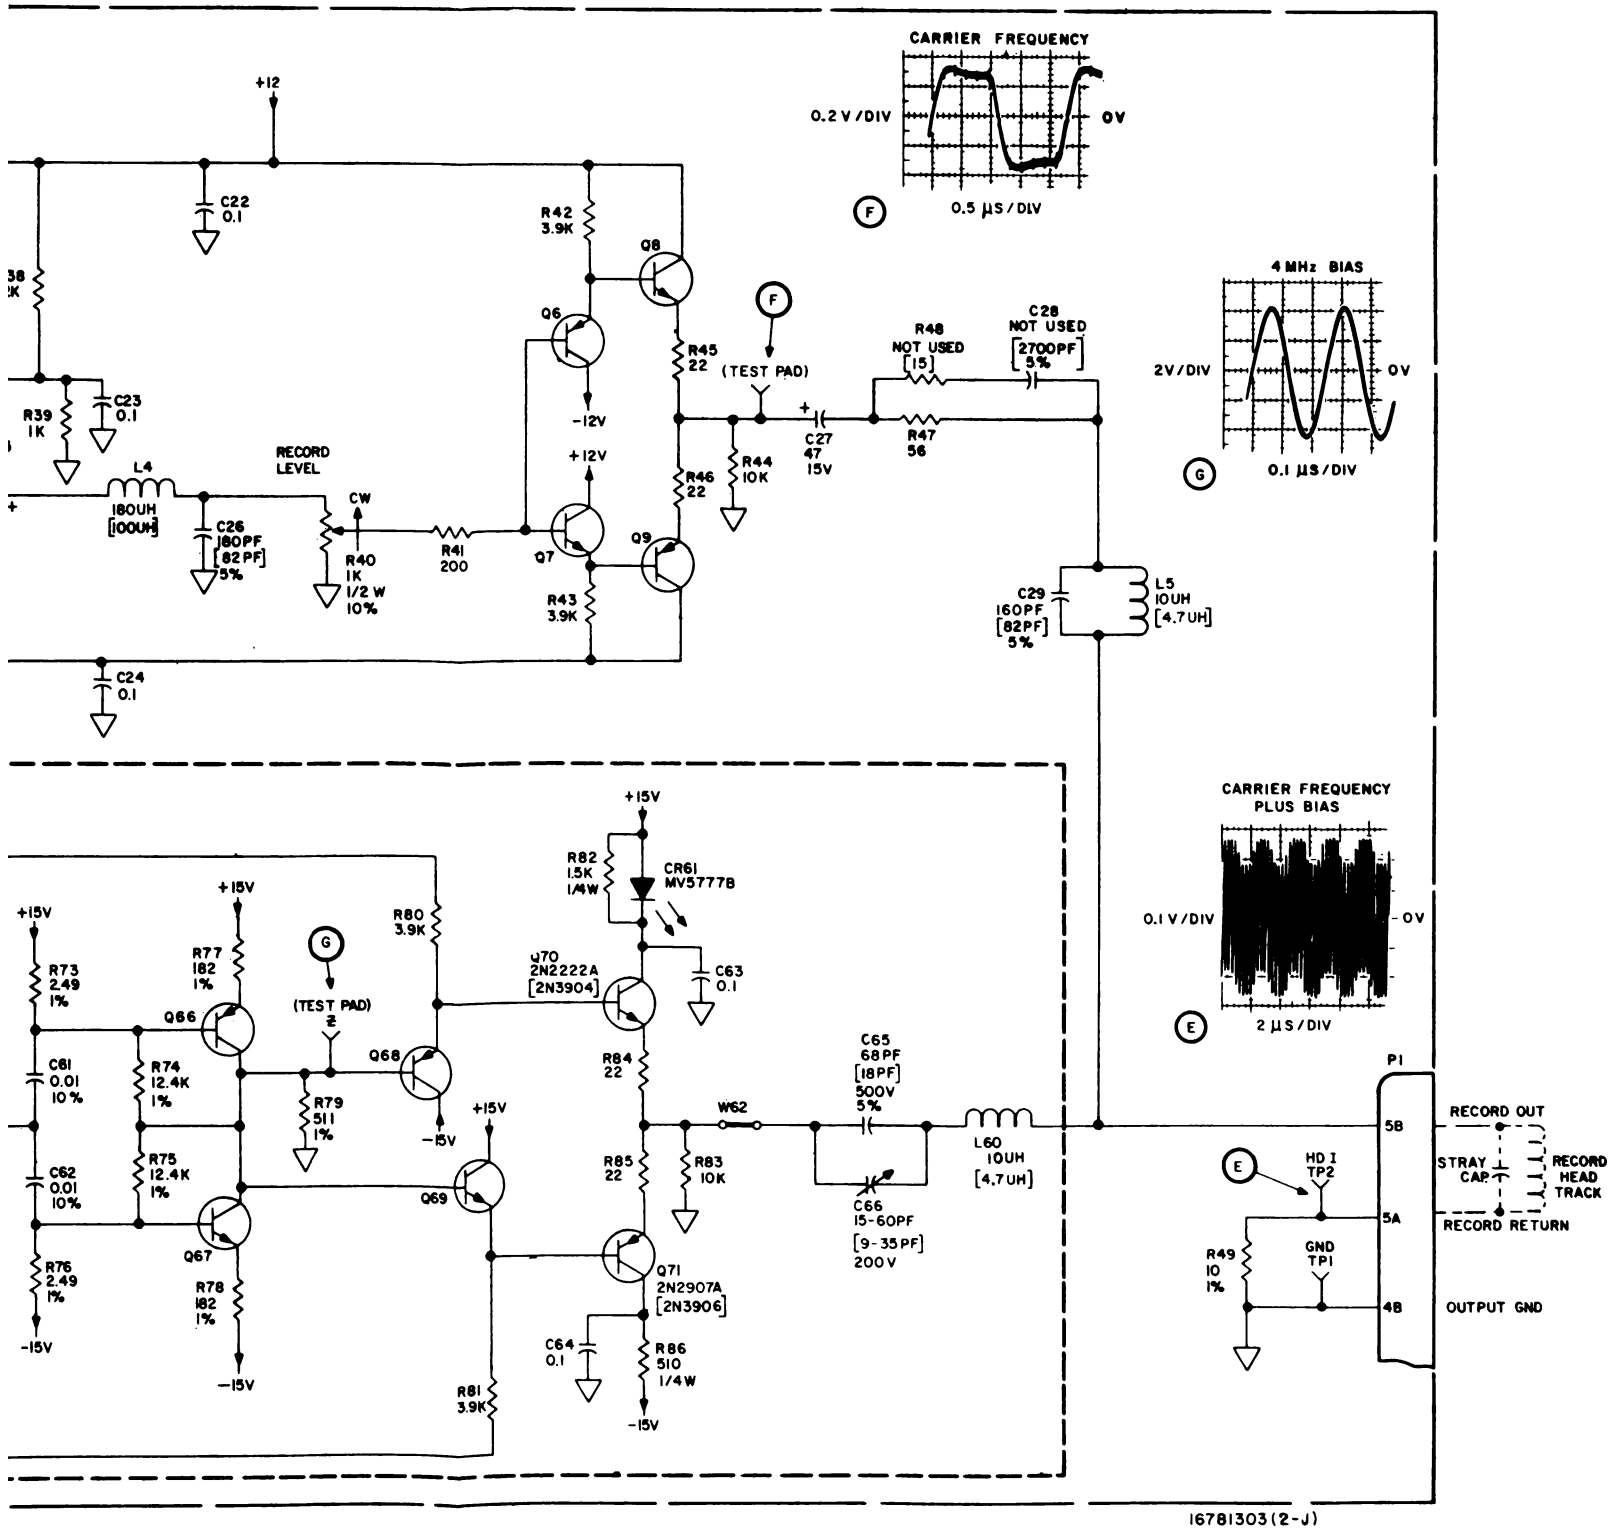 CARRIER FREQUENCY
0.2 V/DIV
0V
0.5 µS/DIV
F
+12
C22
0.1
R42
3.9K
Q8
38
K
Q6
F
(TEST PAD)
R45
22
-12V
R48
NOT USED
[15]
C28
NOT USED
[2700PF]
5%
4 MHz BIAS
2V/DIV
0V
0.1 µS/DIV
G
R39
1K
C23
0.1
+
C27
47
15V
R47
56
R44
10K
R46
22
+12V
RECORD
LEVEL
L4
180UH
[100UH]
+
C26
180PF
[82PF]
5%
CW
R40
1K
1/2 W
10%
R41
200
Q7
Q9
R43
3.9K
C29
160PF
[82PF]
5%
L5
10UH
[4.7UH]
C24
0.1
CARRIER FREQUENCY
PLUS BIAS
0.1 V/DIV
0V
2 µS/DIV
E
+15V
R82
1.5K
1/4W
CR61
MV5777B
+15V
+15V
R80
3.9K
R77
182
1%
G
(TEST PAD)
Z
R73
2.49
1%
Q66
Q70
2N2222A
[2N3904]
C63
0.1
Q68
C61
0.01
10%
R74
12.4K
1%
R79
511
1%
-15V
+15V
R84
22
C65
68PF
[18PF]
500V
5%
W62
L60
10UH
[4.7UH]
R85
22
R83
10K
C66
15-60PF
[9-35PF]
200V
R75
12.4K
1%
C62
0.01
10%
Q69
Q67
R76
2.49
1%
-15V
R78
182
1%
-15V
Q71
2N2907A
[2N3906]
C64
0.1
R86
510
1/4W
-15V
R81
3.9K
P1
5B
RECORD OUT
STRAY
CAP.
RECORD
HEAD
TRACK
E
HD I
TP2
5A
RECORD RETURN
R49
10
1%
GND
TP1
4B
OUTPUT GND
16781303(2-J)